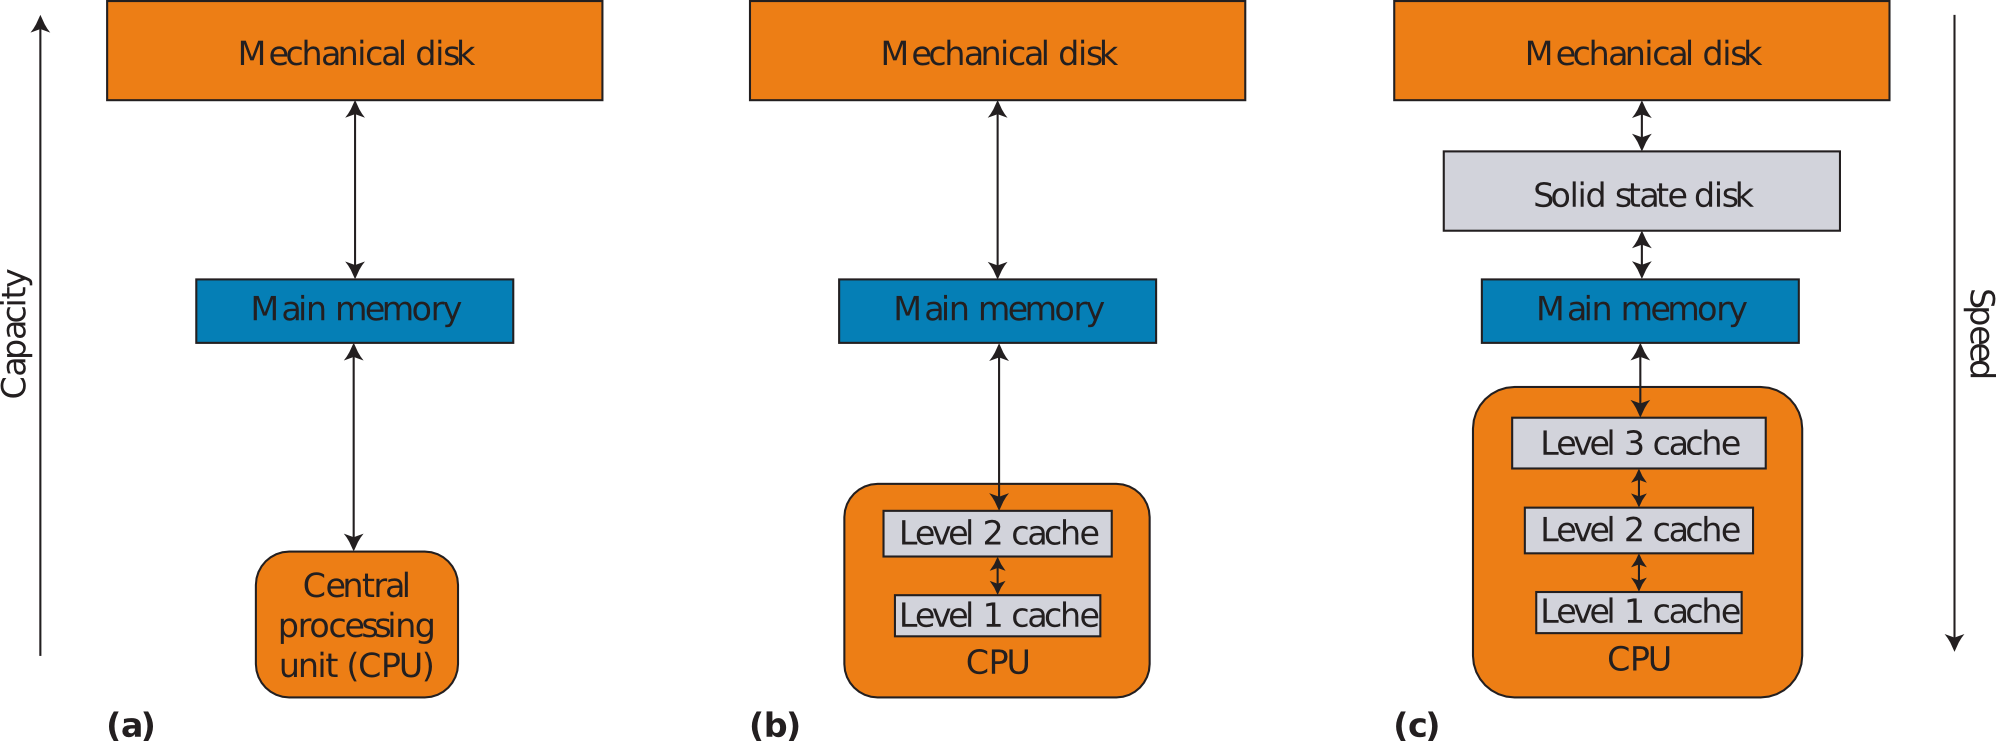 Capacity
Mechanical disk
Main memory
Central
processing
unit (CPU)
(a)
Mechanical disk
Main memory
Level 2 cache
Level 1 cache
CPU
(b)
Mechanical disk
Solid state disk
Main memory
Level 3 cache
Level 2 cache
Level 1 cache
CPU
(c)
Speed